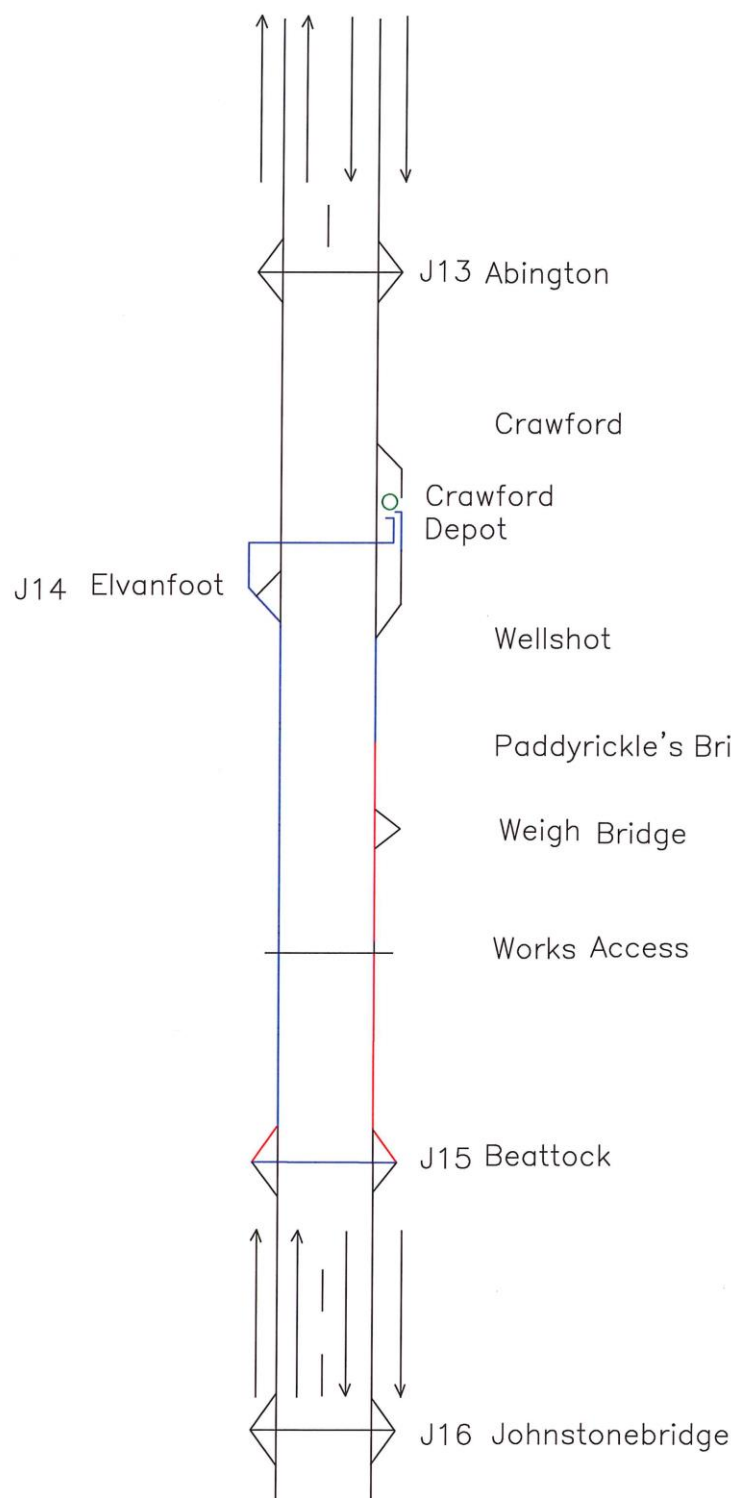 J13 Abington
Crawford
Crawford
Depot
J14 Elvanfoot
Wellshot
Paddyrickle's Bri
Weigh Bridge
Works Access
J15 Beattock
J16 Johnstonebridge